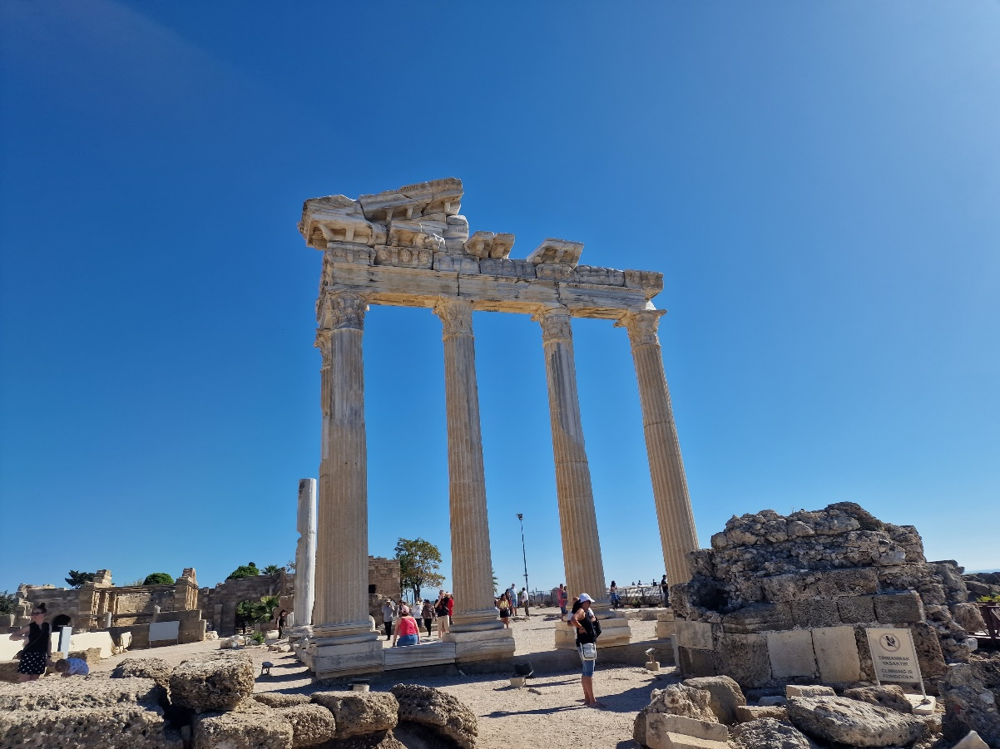 TIRMANMAK
YASAKTIR
CLIMBING IS
FORBIDDEN